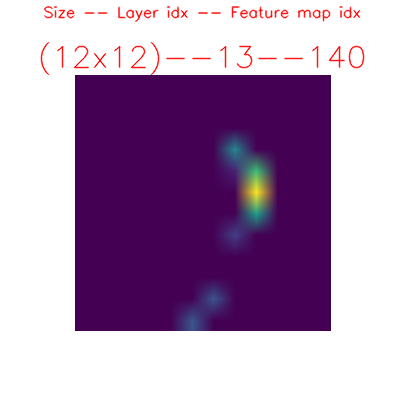 Size -- Layer idx -- Feature map idx
(12x12)--13--140